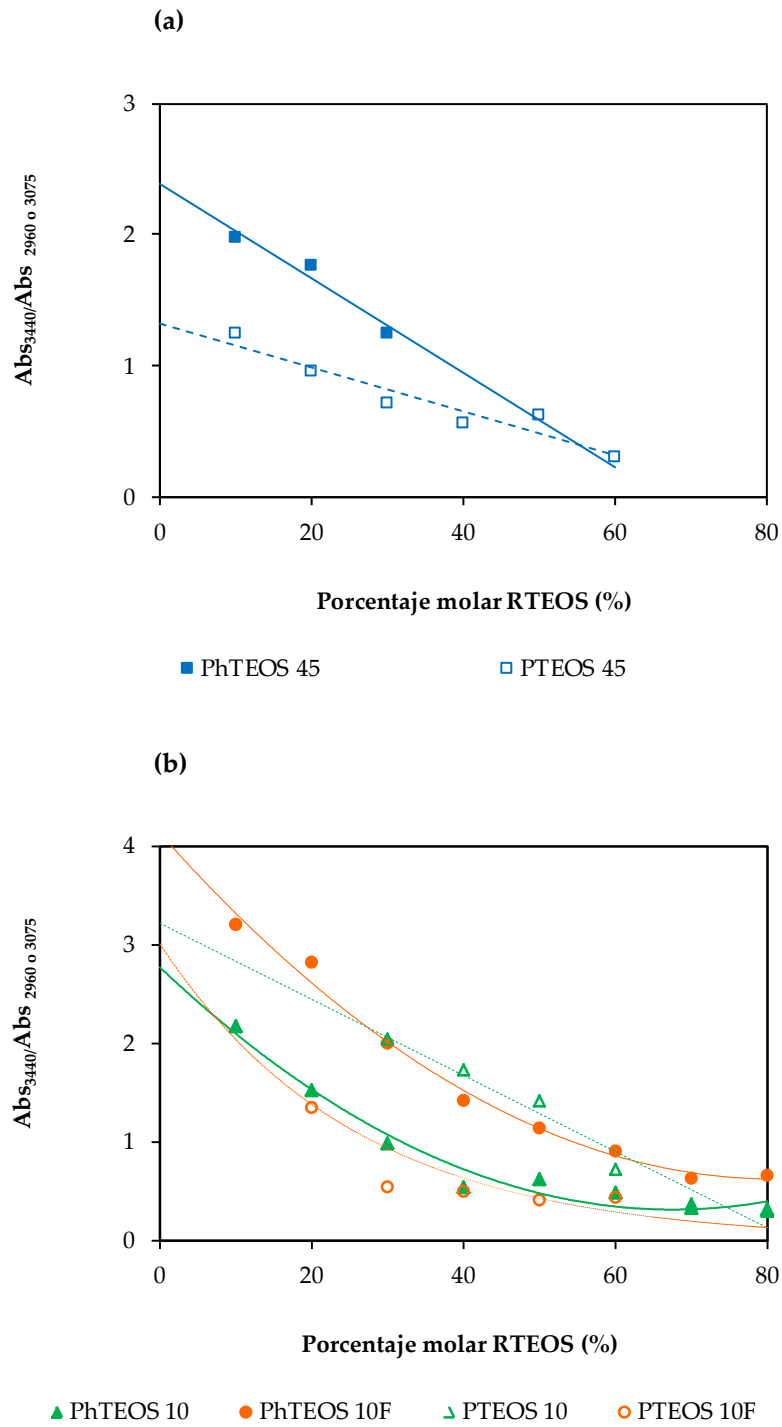 (a)
3
2
1
0
Abs3440/Abs 2960 o 3075
0 20 40 60 80
Porcentaje molar RTEOS (%)
PhTEOS 45 PTEOS 45
(b)
4
3
2
1
0
Abs3440/Abs 2960 o 3075
0 20 40 60 80
Porcentaje molar RTEOS (%)
PhTEOS 10 PhTEOS 10F PTEOS 10 PTEOS 10F